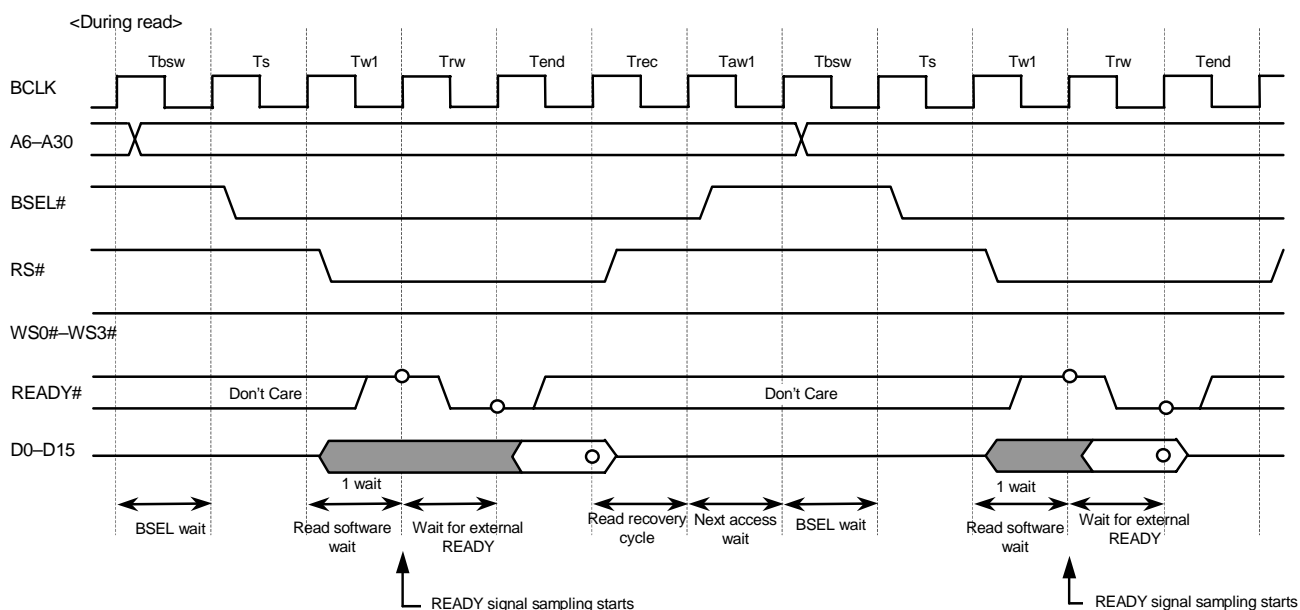 <During read>
Tbsw Ts Tw1 Trw Tend Trec Taw1 Tbsw Ts Tw1 Trw Tend
BCLK
A6–A30
BSEL#
RS#
WS0#–WS3#
READY# Don't Care Don't Care
D0–D15
1 wait 1 wait
BSEL wait
Read software
wait
Wait for external
READY
Read recovery
cycle
Next access
wait
BSEL wait
Read software
wait
Wait for external
READY
READY signal sampling starts
READY signal sampling starts